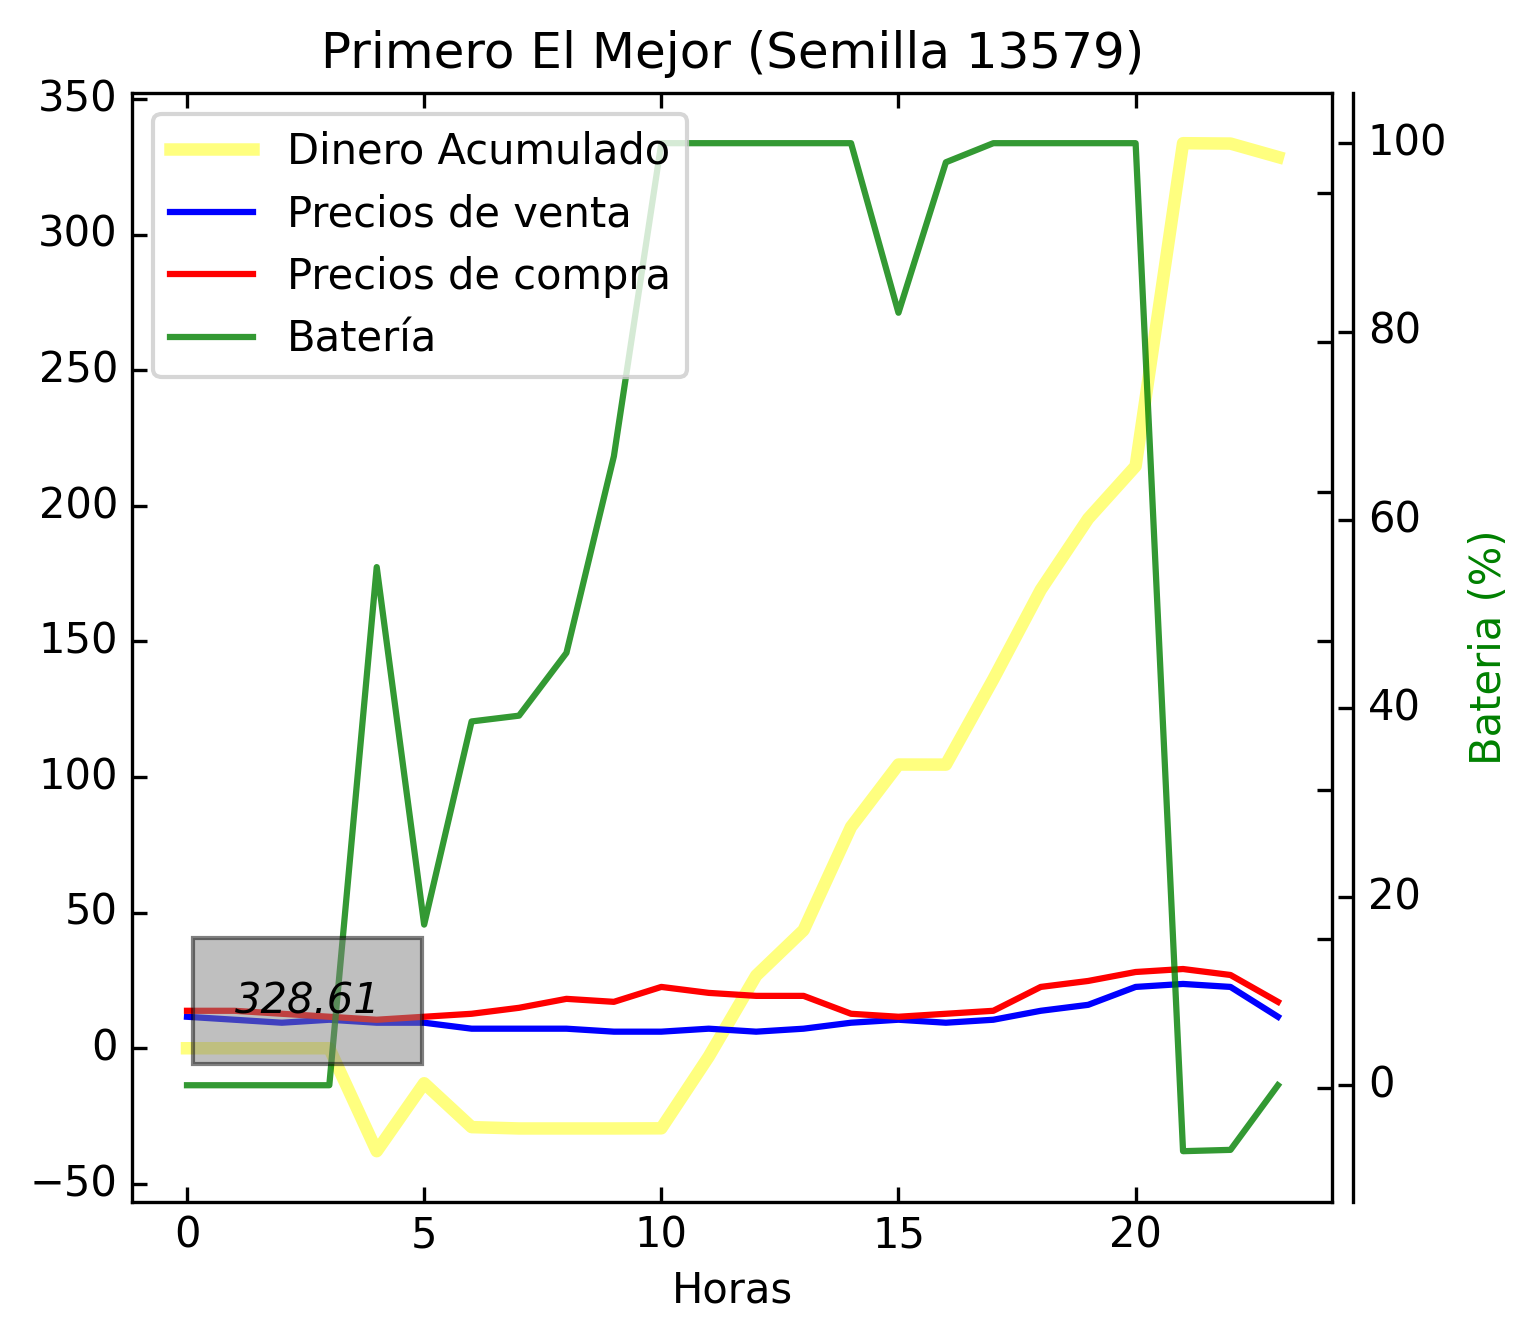 Primero El Mejor (Semilla 13579)
350
300
250
200
150
100
50
0
−50
Dinero Acumulado
Precios de venta
Precios de compra
Batería
328.61
100
80
60
40
20
0
Bateria (%)
0 5 10 15 20
Horas